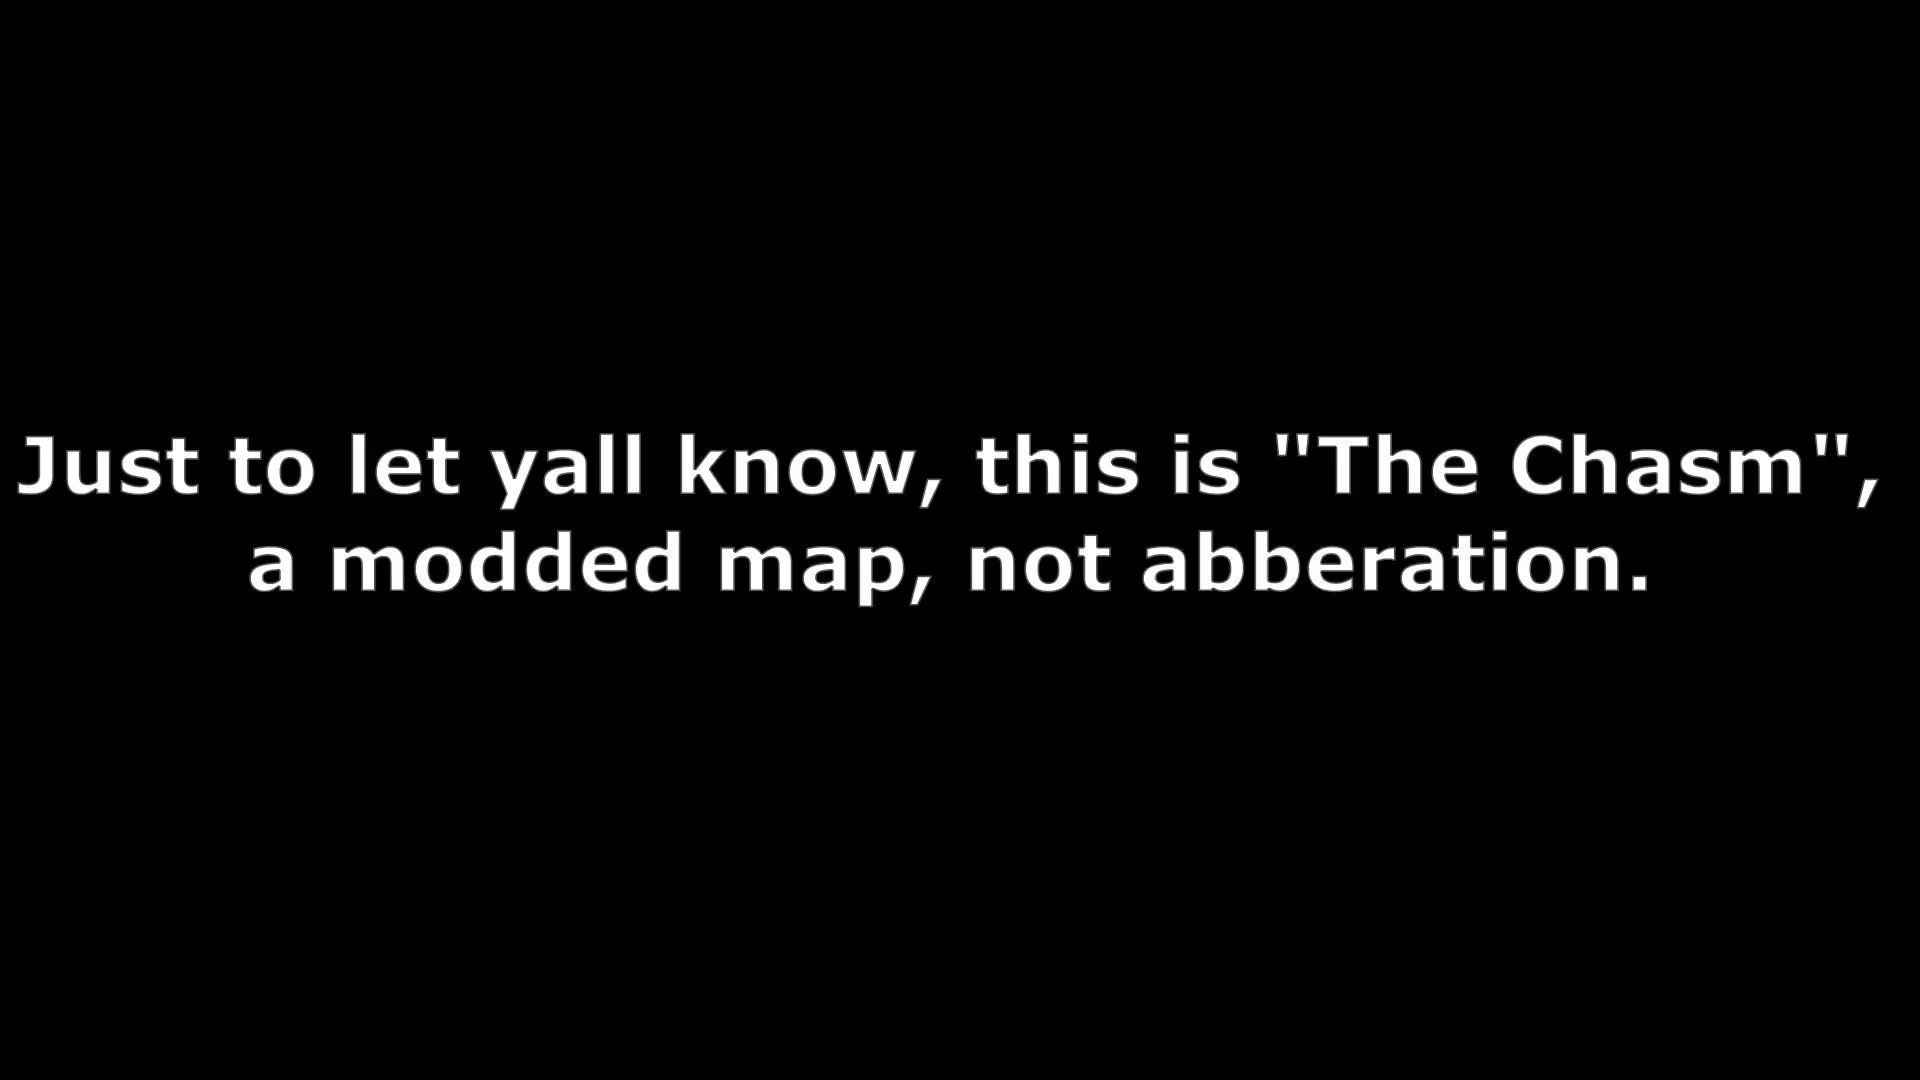 Just to let yall know, this is "The Chasm",
a modded map, not abberation.